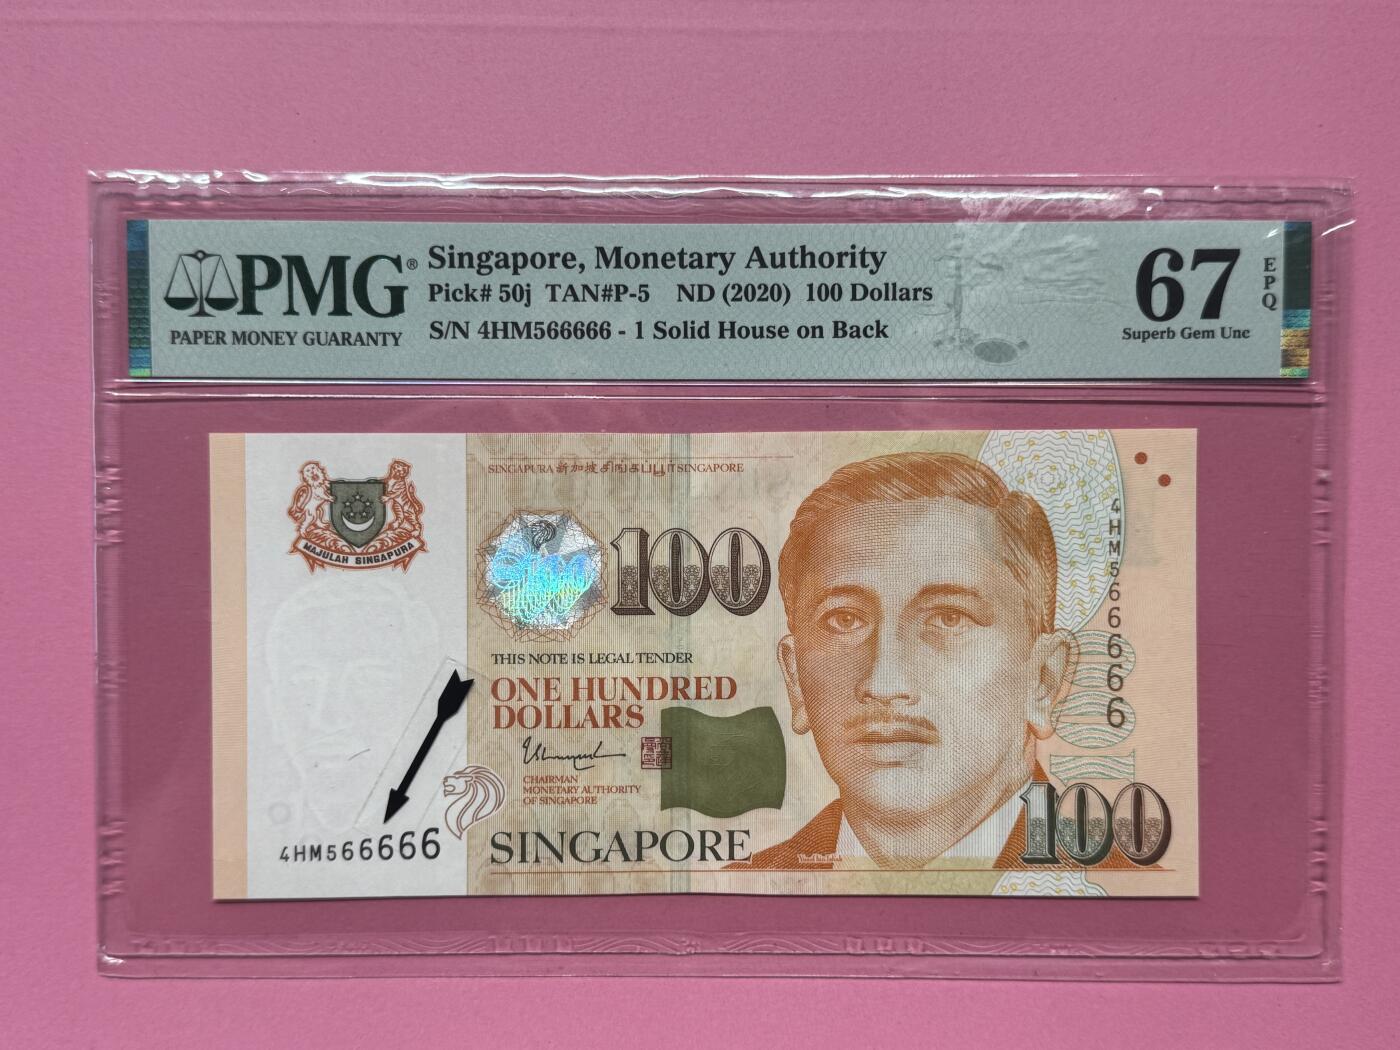 PMG®
PAPER MONEY GUARANTY
Singapore, Monetary Authority
Pick# 50j TAN#P-5 ND (2020) 100 Dollars
S/N 4HM566666 - 1 Solid House on Back
67
EPQ
Superb Gem Unc
SINGAPURA 新加坡 சிங்கப்பூர் SINGAPORE
MAJULAH SINGAPURA
100
THIS NOTE IS LEGAL TENDER
ONE HUNDRED
DOLLARS
CHAIRMAN
MONETARY AUTHORITY
OF SINGAPORE
SINGAPORE
4HM566666
4HM566666
100
100